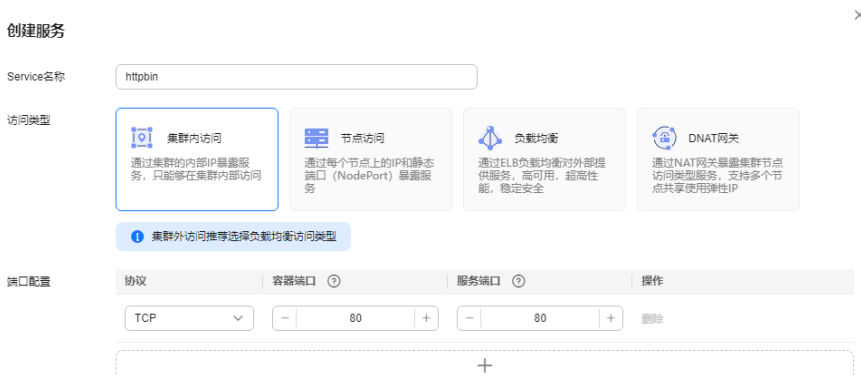 创建服务
Service名称
httpbin
访问类型
集群内访问
通过集群的内部IP暴露服
务，只能够在集群内部访问
节点访问
通过每个节点上的IP和静态
端口（NodePort）暴露服
务
负载均衡
通过ELB负载均衡对外部提
供服务，高可用，超高性
能，稳定安全
DNAT网关
通过NAT网关暴露集群节点
访问类型服务，支持多个节
点共享使用弹性IP
集群外访问推荐选择负载均衡访问类型
端口配置
协议 容器端口 服务端口 操作
TCP 80 80 删除